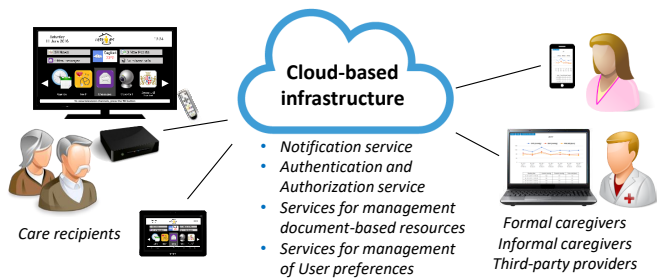 Cloud-based
infrastructure
Notification service
Authentication and
Authorization service
Services for management
document-based resources
Services for management
of User preferences
Care recipients
Formal caregivers
Informal caregivers
Third-party providers